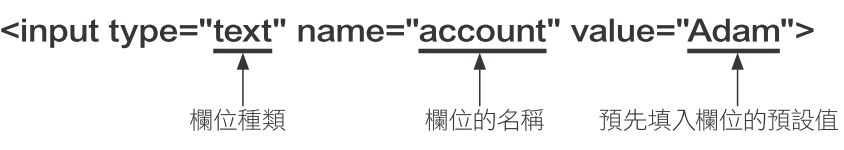 <input type="text" name="account" value="Adam">
欄位種類 欄位的名稱 預先填入欄位的預設值